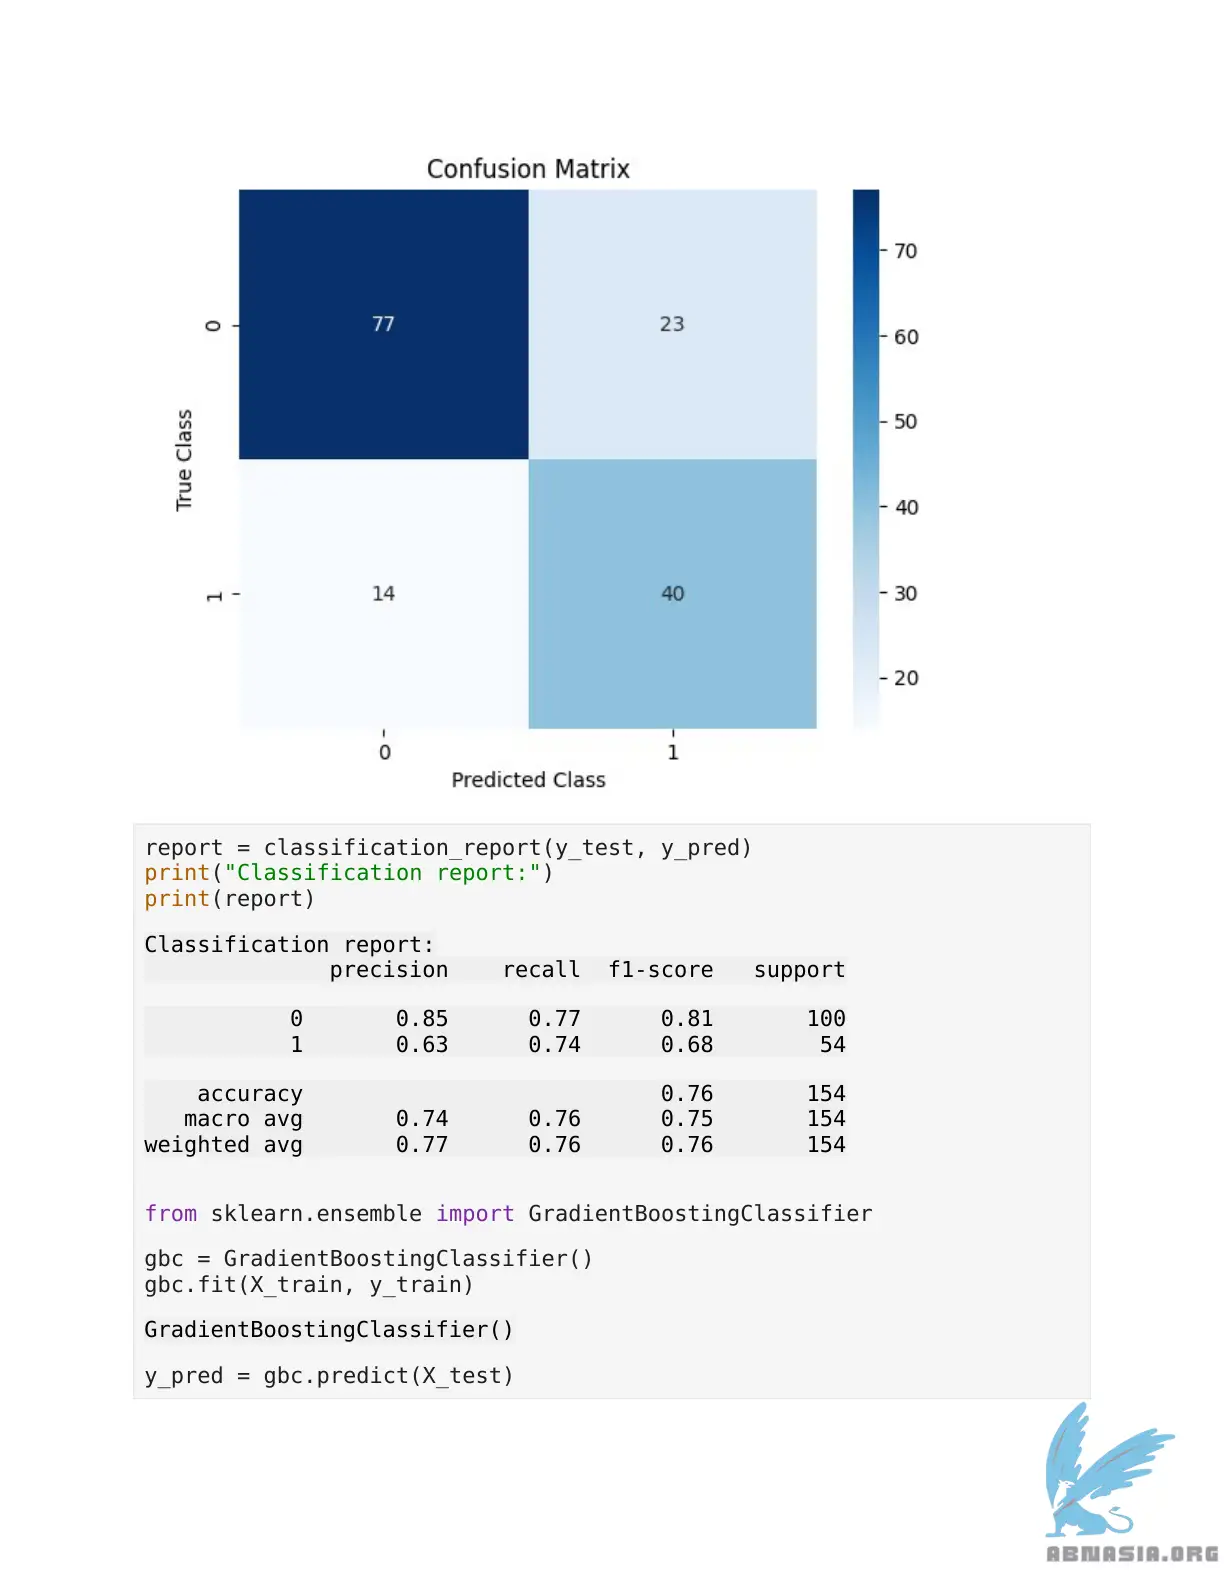 Confusion Matrix
77 23
14 40
0
1
True Class
0 1
Predicted Class
70
60
50
40
30
20
report = classification_report(y_test, y_pred)
print("Classification report:")
print(report)
Classification report:
precision recall f1-score support
0 0.85 0.77 0.81 100
1 0.63 0.74 0.68 54
accuracy 0.76 154
macro avg 0.74 0.76 0.75 154
weighted avg 0.77 0.76 0.76 154
from sklearn.ensemble import GradientBoostingClassifier
gbc = GradientBoostingClassifier()
gbc.fit(X_train, y_train)
GradientBoostingClassifier()
y_pred = gbc.predict(X_test)
ABNASIA.ORG